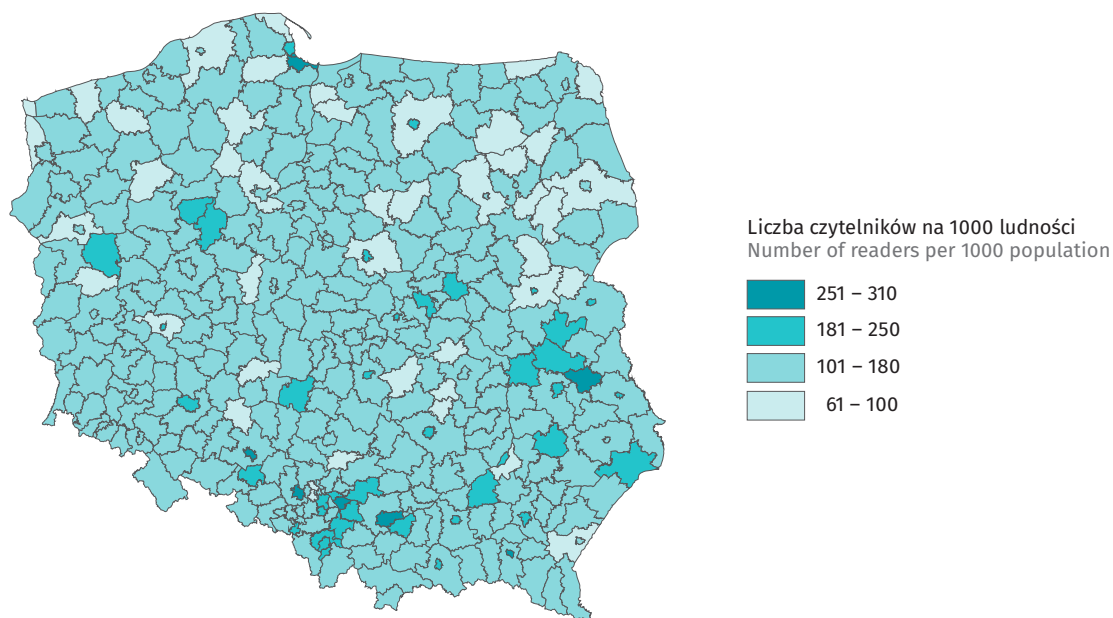 Liczba czytelników na 1000 ludności
Number of readers per 1000 population
251 – 310
181 – 250
101 – 180
61 – 100